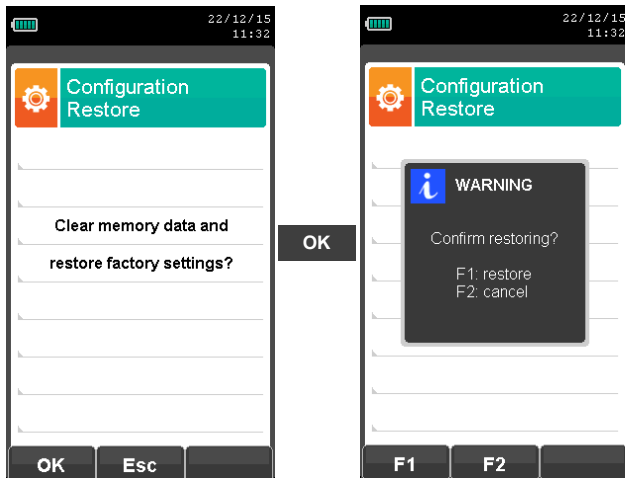 22/12/15
11:32
Configuration
Restore
Clear memory data and
restore factory settings?
OK Esc
OK
22/12/15
11:32
Configuration
Restore
WARNING
Confirm restoring?
F1: restore
F2: cancel
F1 F2